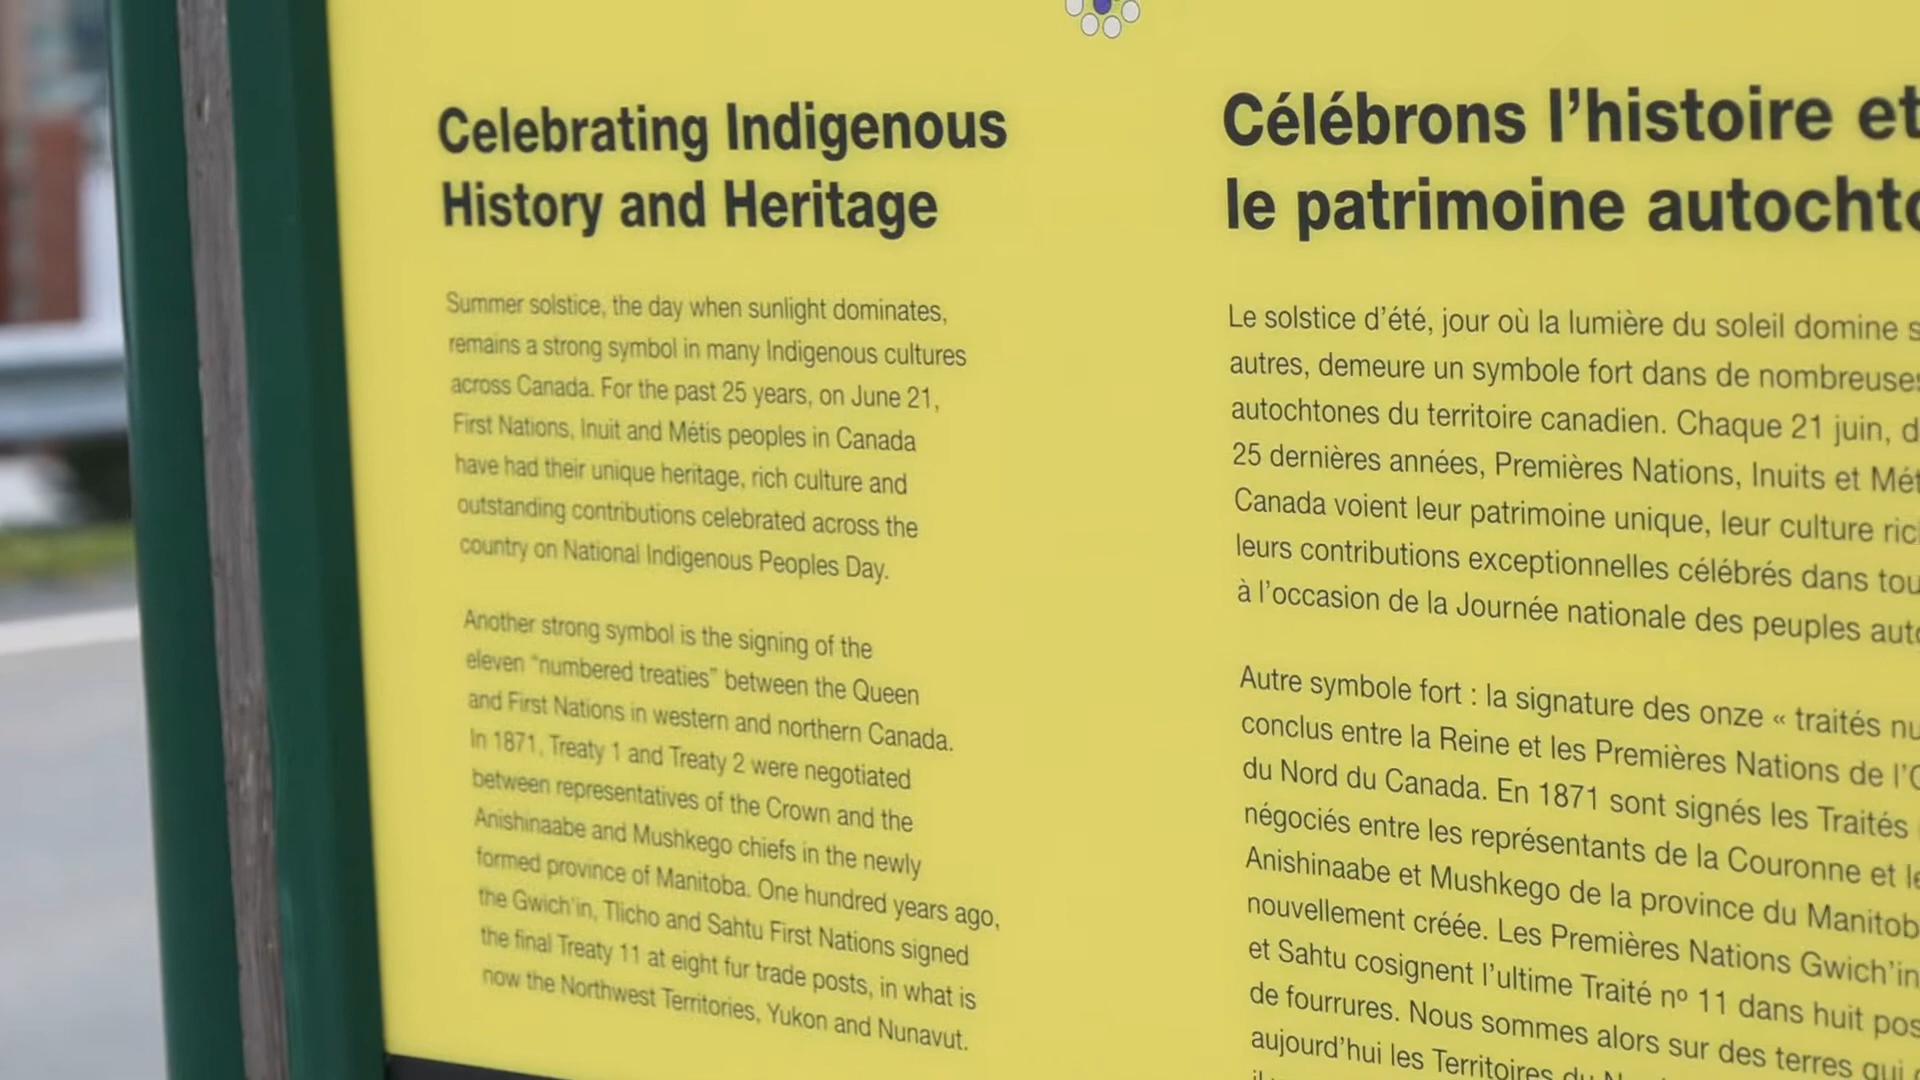 Celebrating Indigenous
History and Heritage
Summer solstice, the day when sunlight dominates,
remains a strong symbol in many Indigenous cultures
across Canada. For the past 25 years, on June 21,
First Nations, Inuit and Métis peoples in Canada
have had their unique heritage, rich culture and
outstanding contributions celebrated across the
country on National Indigenous Peoples Day.
Another strong symbol is the signing of the
eleven “numbered treaties” between the Queen
and First Nations in western and northern Canada.
In 1871, Treaty 1 and Treaty 2 were negotiated
between representatives of the Crown and the
Anishinaabe and Mushkego chiefs in the newly
formed province of Manitoba. One hundred years ago,
the Gwich’in, Tlicho and Sahtu First Nations signed
the final Treaty 11 at eight fur trade posts, in what is
now the Northwest Territories, Yukon and Nunavut.
Célébrons l’histoire et
le patrimoine
Le solstice d’été, jour où la lumière du soleil domine
autres, demeure un symbole fort dans de
autochtones du territoire canadien. Chaque 21 juin,
25 dernières années, Premières Nations, Inuits et
Canada voient leur patrimoine unique, leur culture
leurs contributions exceptionnelles célébrés dans
à l’occasion de la Journée nationale des peuples
Autre symbole fort : la signature des onze « traités
conclus entre la Reine et les Premières Nations de
du Nord du Canada. En 1871 sont signés les Traités
négociés entre les représentants de la Couronne et
Anishinaabe et Mushkego de la province du
nouvellement créée. Les Premières Nations Gwich’in
et Sahtu cosignent l’ultime Traité nº 11 dans huit
de fourrures. Nous sommes alors sur des terres qui
aujourd’hui les Territoires du